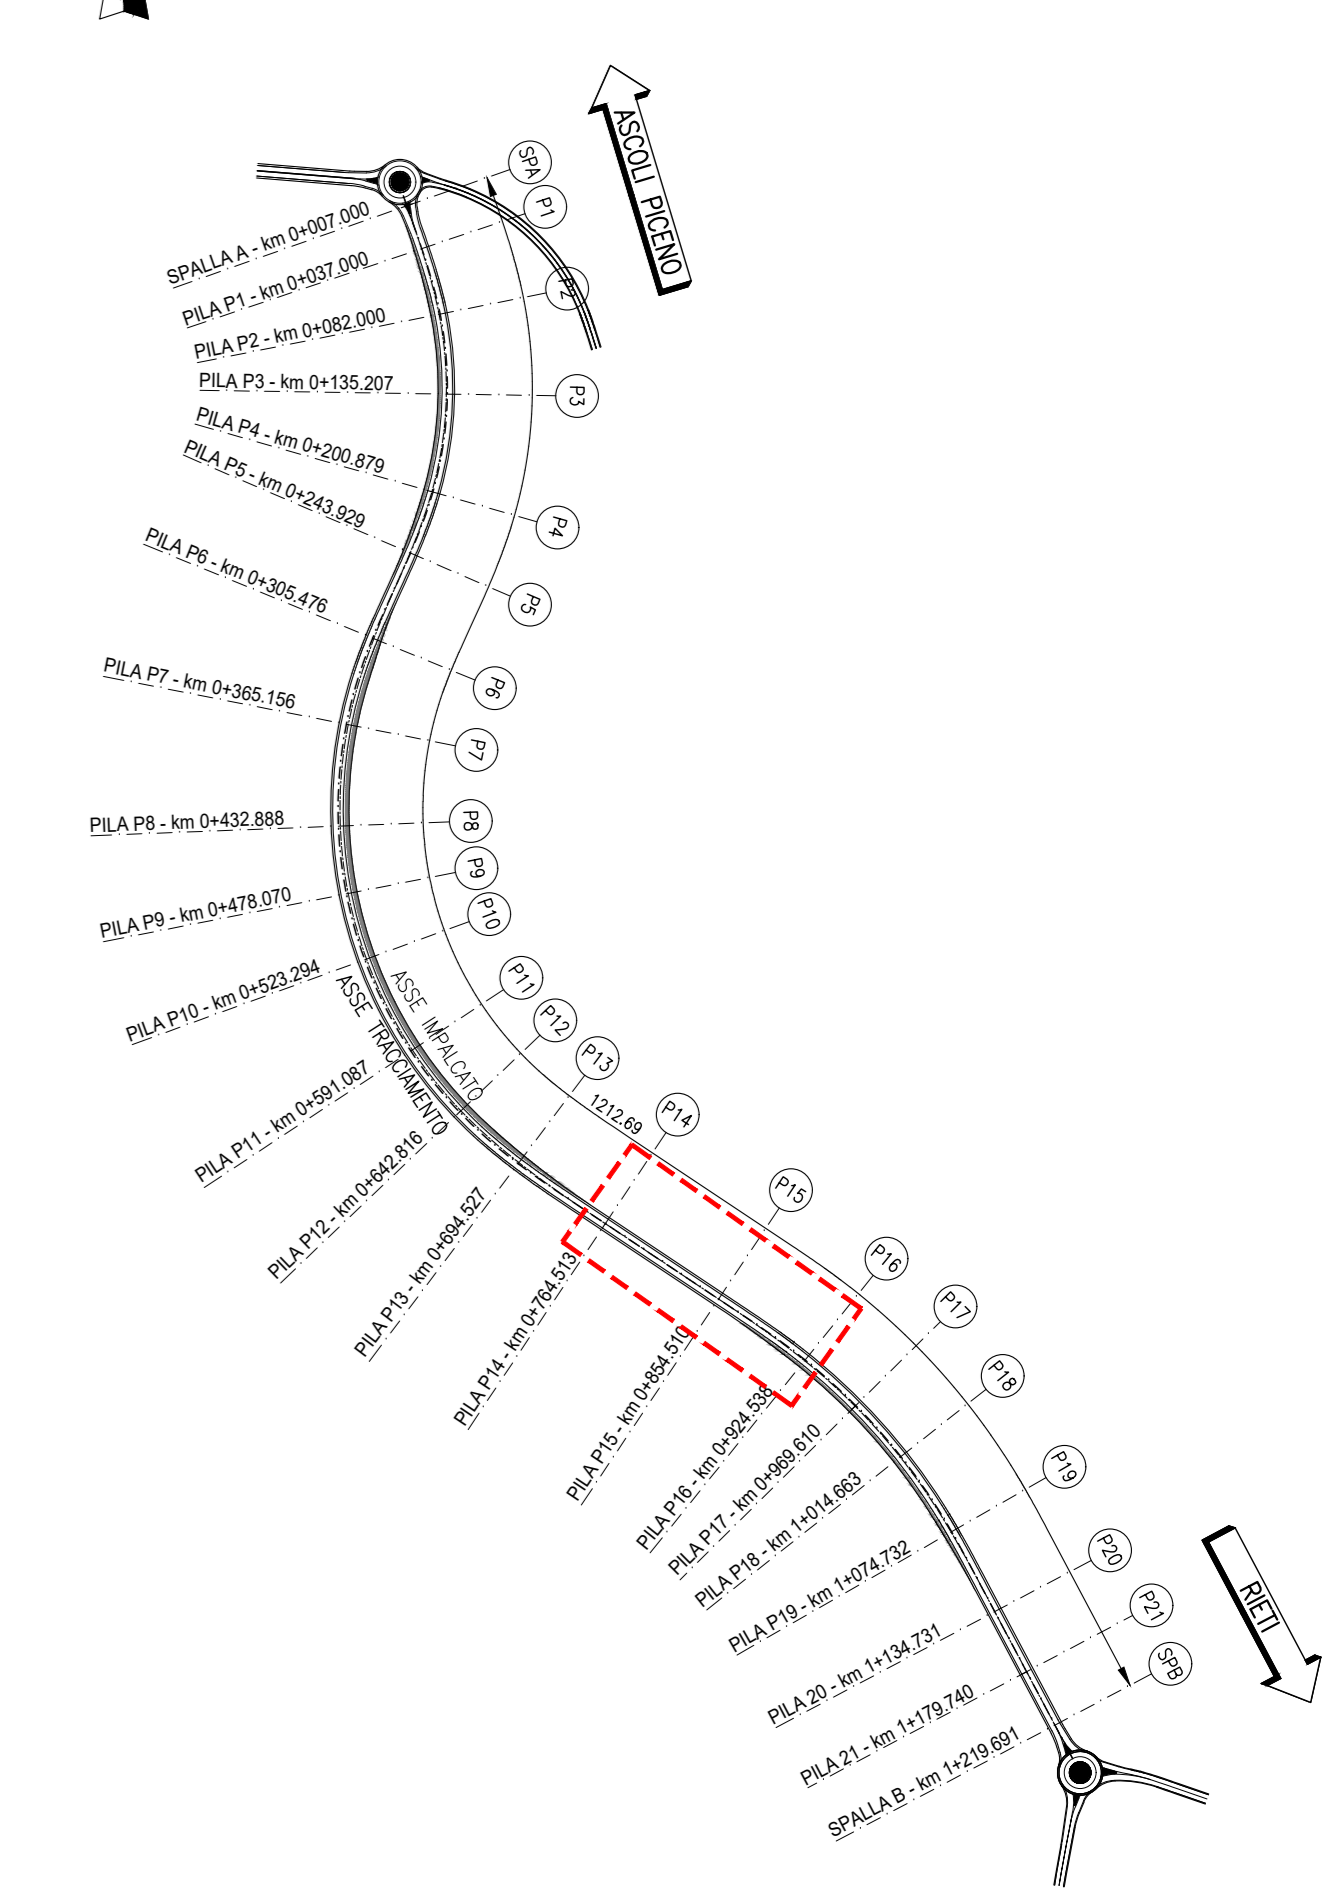 ASCOLI PICENO
SPA
P1
P2
P3
P4
P5
P6
P7
P8
P9
P10
P11
P12
P13
P14
P15
P16
P17
P18
P19
P20
P21
SPB
SPALLA A - km 0+007.000
PILA P1 - km 0+037.000
PILA P2 - km 0+082.000
PILA P3 - km 0+135.207
PILA P4 - km 0+200.879
PILA P5 - km 0+243.929
PILA P6 - km 0+305.476
PILA P7 - km 0+365.156
PILA P8 - km 0+432.888
PILA P9 - km 0+478.070
PILA P10 - km 0+523.294
PILA P11 - km 0+591.087
PILA P12 - km 0+642.816
PILA P13 - km 0+694.527
PILA P14 - km 0+764.513
PILA P15 - km 0+854.510
PILA P16 - km 0+924.538
PILA P17 - km 0+969.610
PILA P18 - km 1+014.663
PILA P19 - km 1+074.732
PILA 20 - km 1+134.731
PILA 21 - km 1+179.740
SPALLA B - km 1+219.691
ASSE IMPALCATO
ASSE TRACCIAMENTO
1212.69
RIETI